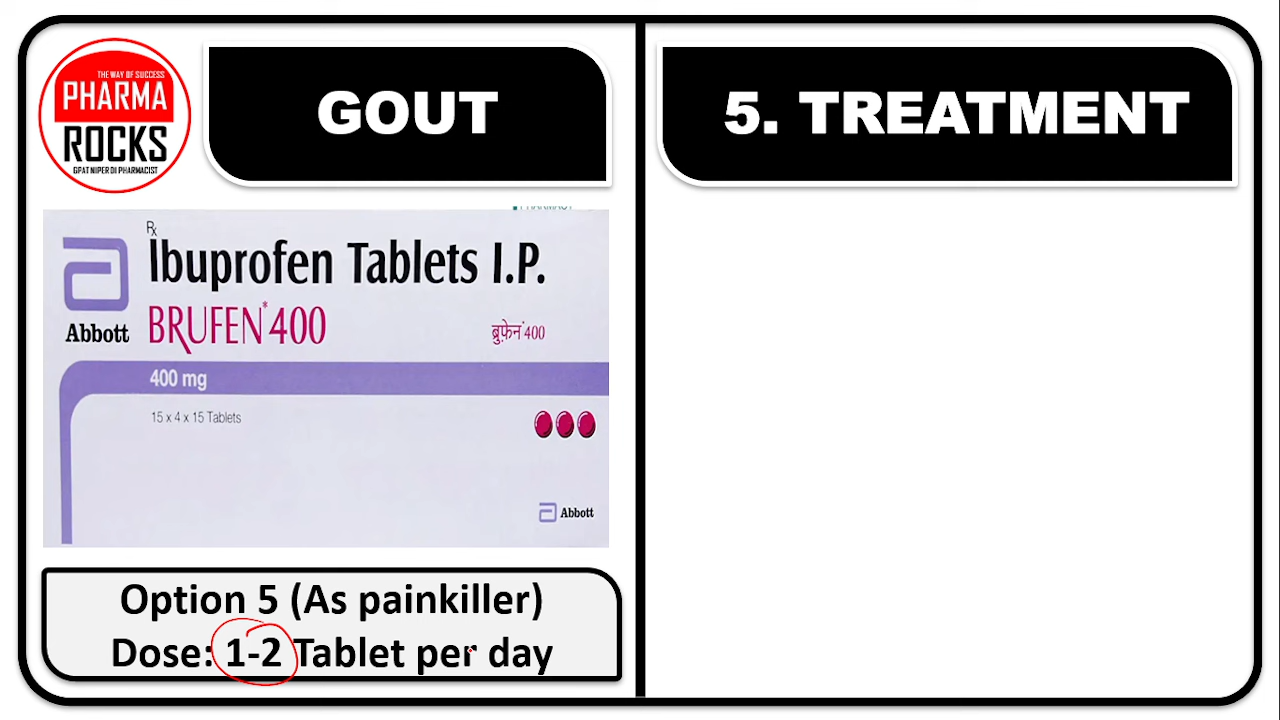 THE WAY OF SUCCESS
PHARMA
ROCKS
GPAT NIPER DI PHARMACIST
GOUT
5. TREATMENT
Rx
Ibuprofen Tablets I.P.
Abbott
BRUFEN*400
ब्रुफेन*400
400 mg
15 x 4 x 15 Tablets
Abbott
Option 5 (As painkiller)
Dose: 1-2 Tablet per day